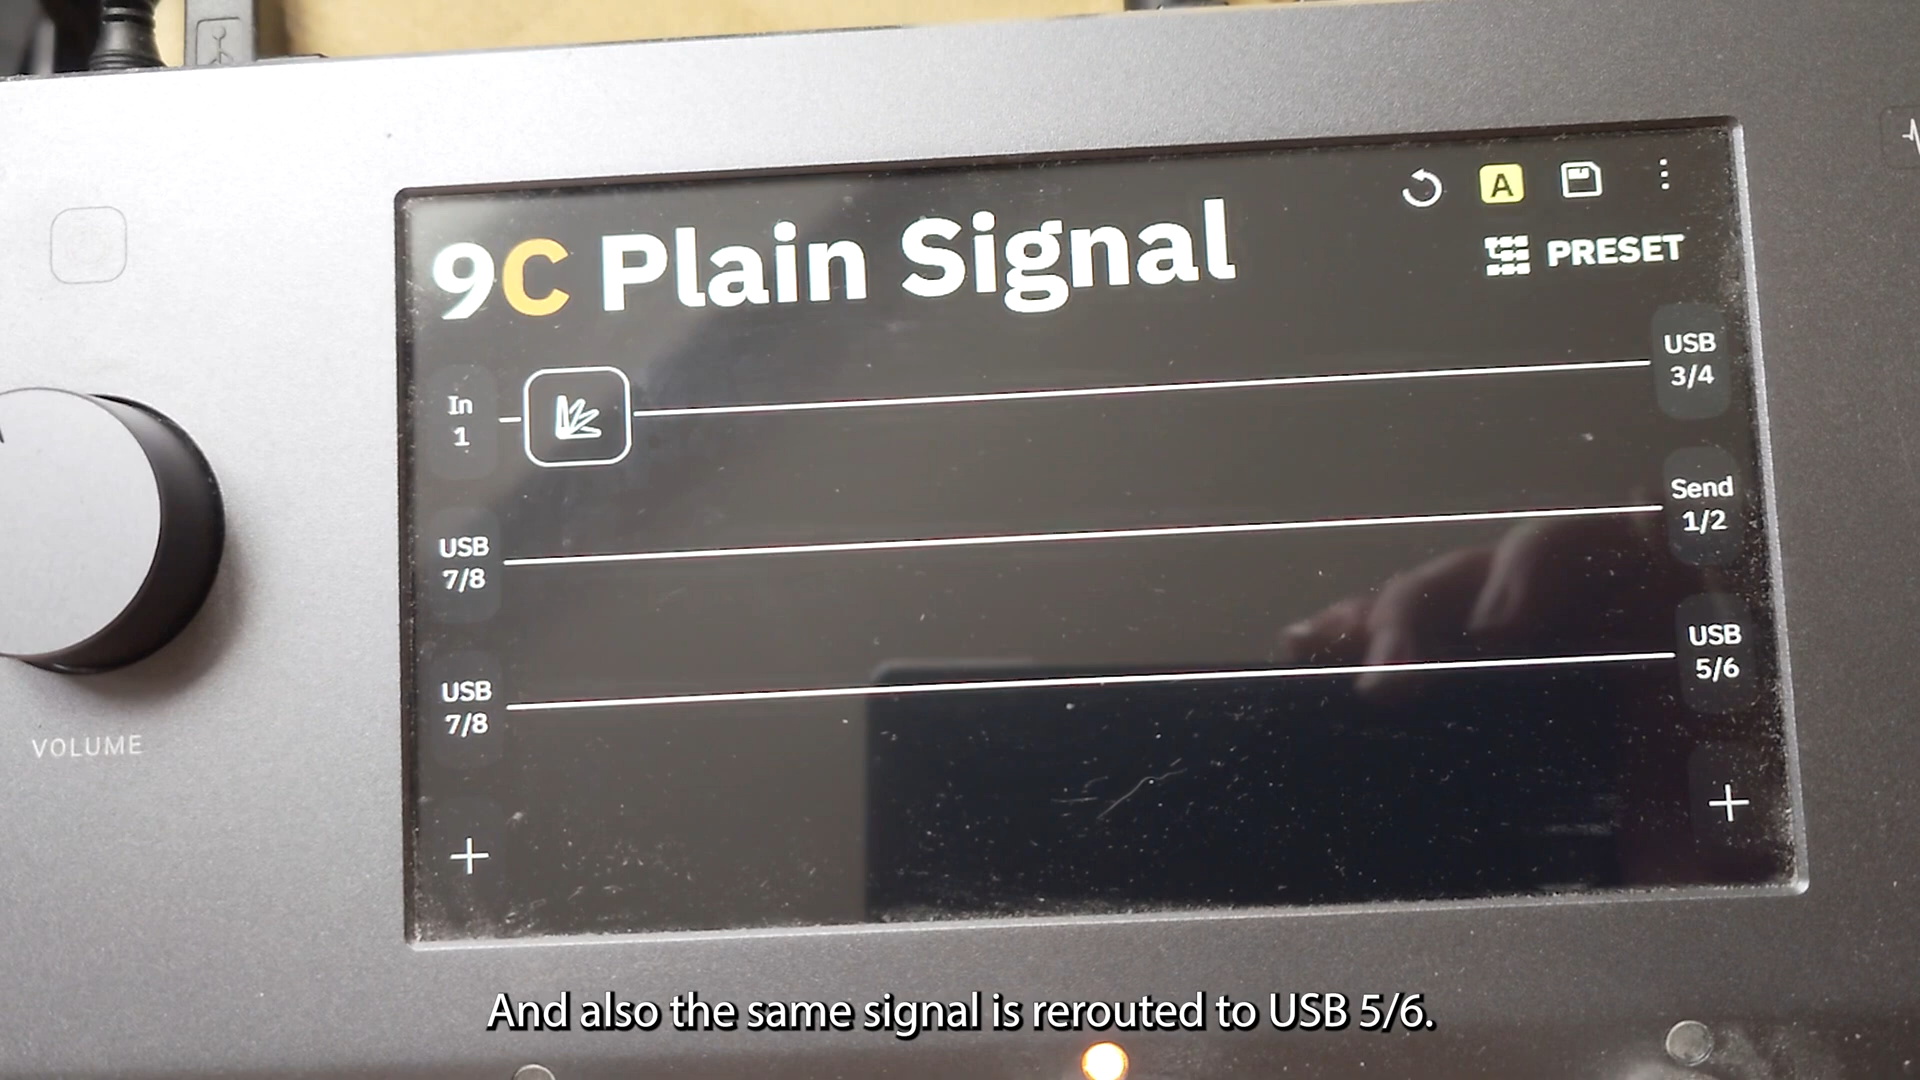 9C Plain Signal
A
PRESET
In
1
USB
3/4
USB
7/8
Send
1/2
USB
7/8
USB
5/6
VOLUME
And also the same signal is rerouted to USB 5/6.